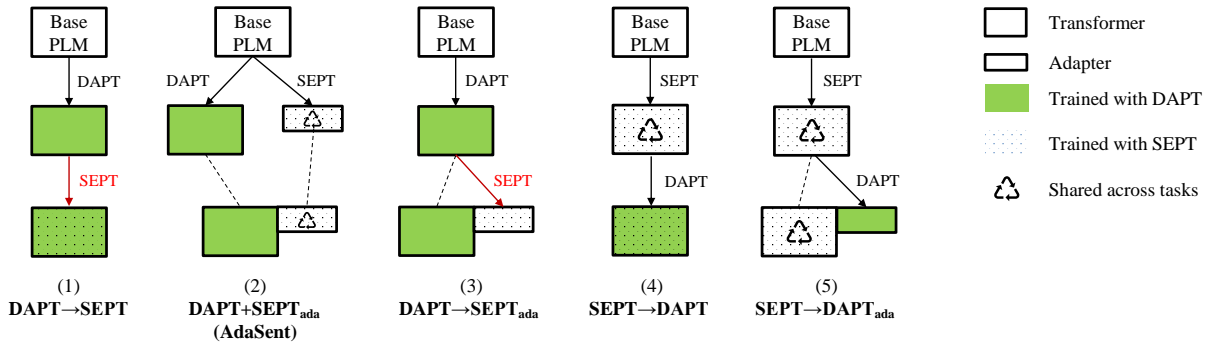 Base
PLM
DAPT
SEPT
(1)
DAPT→SEPT
Base
PLM
DAPT
SEPT
(2)
DAPT+SEPTada
(AdaSent)
Base
PLM
DAPT
SEPT
(3)
DAPT→SEPTada
Base
PLM
SEPT
DAPT
(4)
SEPT→DAPT
Base
PLM
SEPT
DAPT
(5)
SEPT→DAPTada
Transformer
Adapter
Trained with DAPT
Trained with SEPT
Shared across tasks